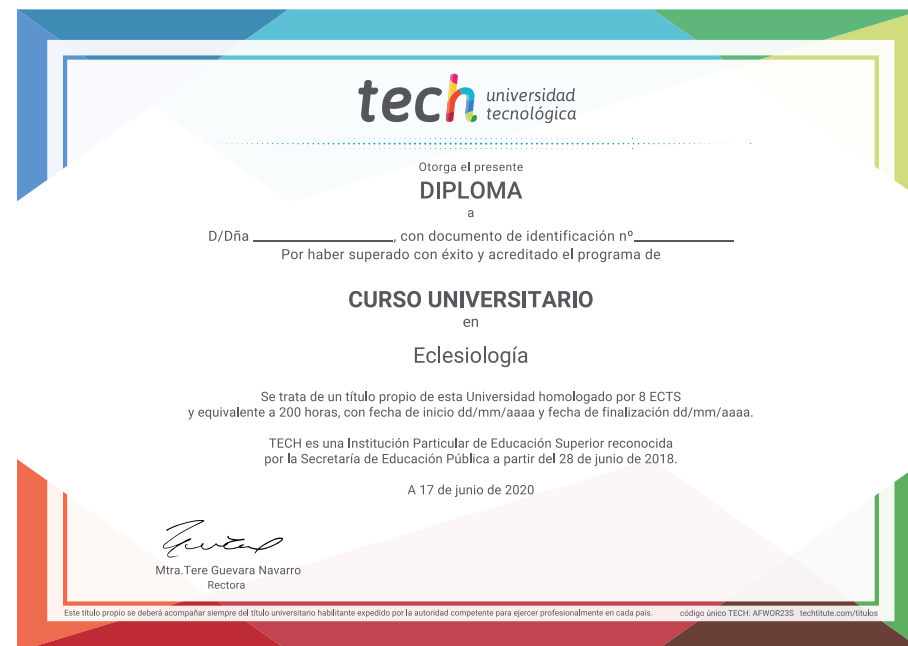 tech universidad
tecnológica
Otorga el presente
DIPLOMA
a
D/Dña ______________, con documento de identificación nº__________
Por haber superado con éxito y acreditado el programa de
CURSO UNIVERSITARIO
en
Eclesiología
Se trata de un título propio de esta Universidad homologado por 8 ECTS
y equivalente a 200 horas, con fecha de inicio dd/mm/aaaa y fecha de finalización dd/mm/aaaa.
TECH es una Institución Particular de Educación Superior reconocida
por la Secretaría de Educación Pública a partir del 28 de junio de 2018.
A 17 de junio de 2020
Mtra.Tere Guevara Navarro
Rectora
Este título propio se deberá acompañar siempre del título universitario habilitante expedido por la autoridad competente para ejercer profesionalmente en cada país. código único TECH: AFWOR23S techtitute.com/titulos